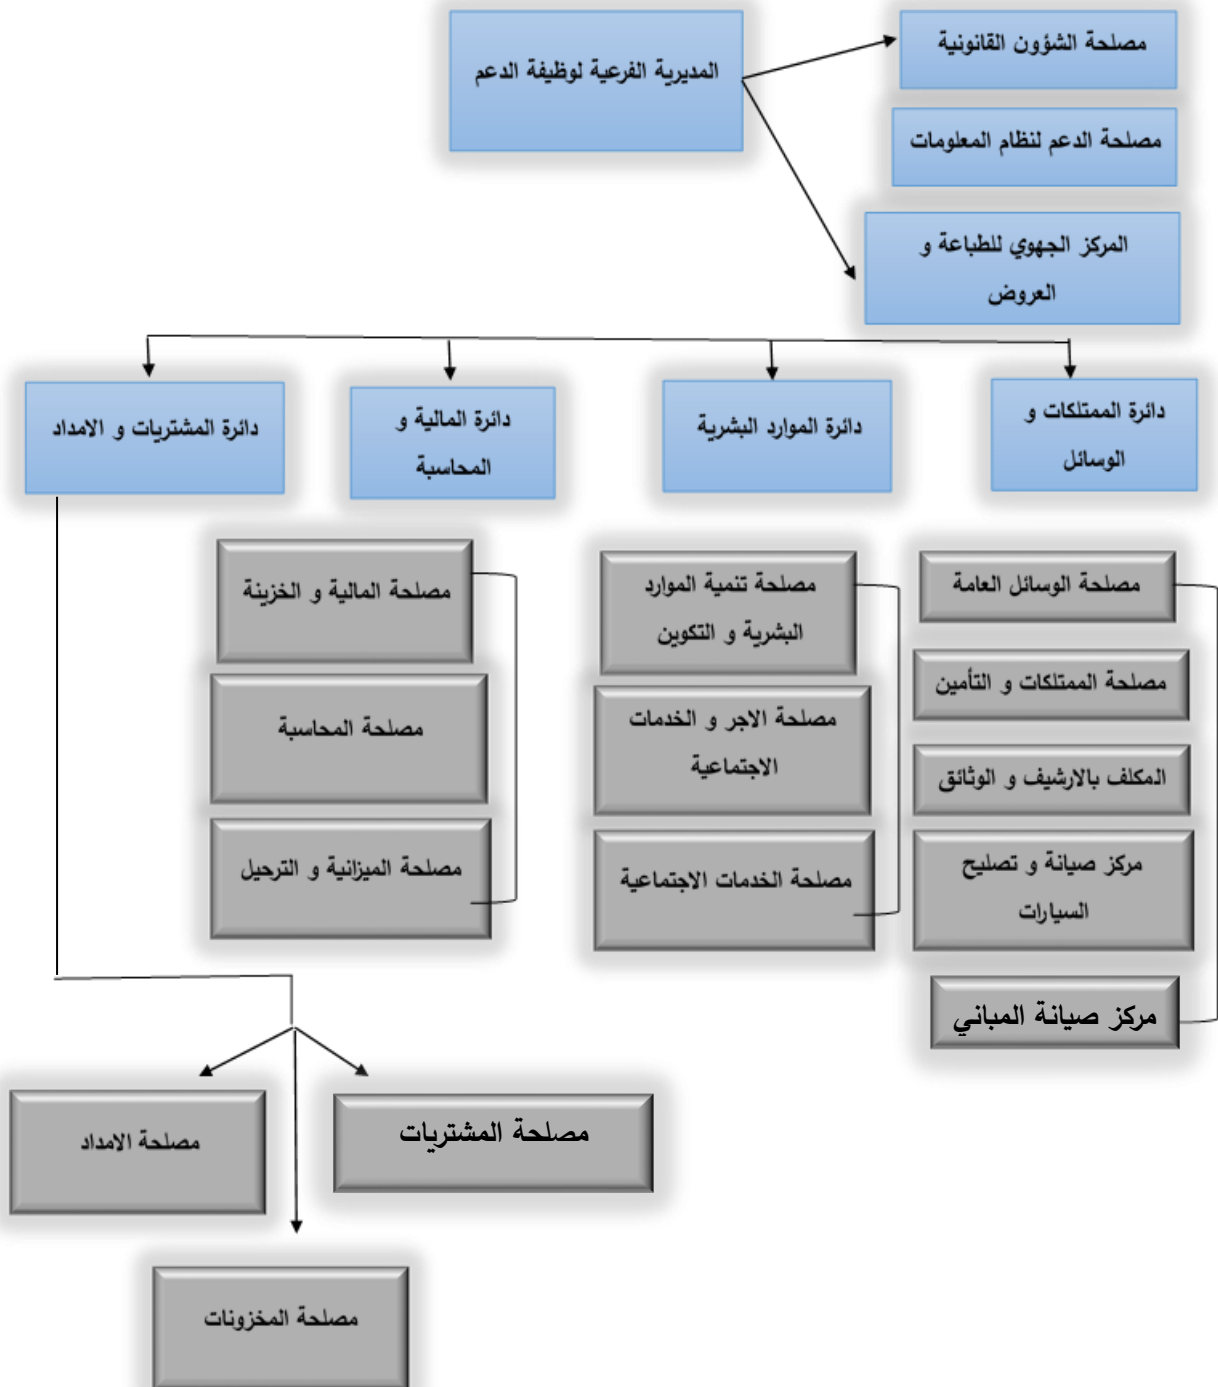 المديرية الفرعية لوظيفة الدعم
مصلحة الشؤون القانونية
مصلحة الدعم لنظام المعلومات
المركز الجهوي للطباعة و
العروض
دائرة الممتلكات و
الوسائل
دائرة الموارد البشرية
دائرة المالية و
المحاسبة
دائرة المشتريات و الامداد
مصلحة الوسائل العامة
مصلحة الممتلكات و التأمين
المكلف بالارشيف و الوثائق
مركز صيانة و تصليح
السيارات
مركز صيانة المباني
مصلحة تنمية الموارد
البشرية و التكوين
مصلحة الاجر و الخدمات
الاجتماعية
مصلحة الخدمات الاجتماعية
مصلحة المالية و الخزينة
مصلحة المحاسبة
مصلحة الميزانية و الترحيل
مصلحة المشتريات
مصلحة الامداد
مصلحة المخزونات